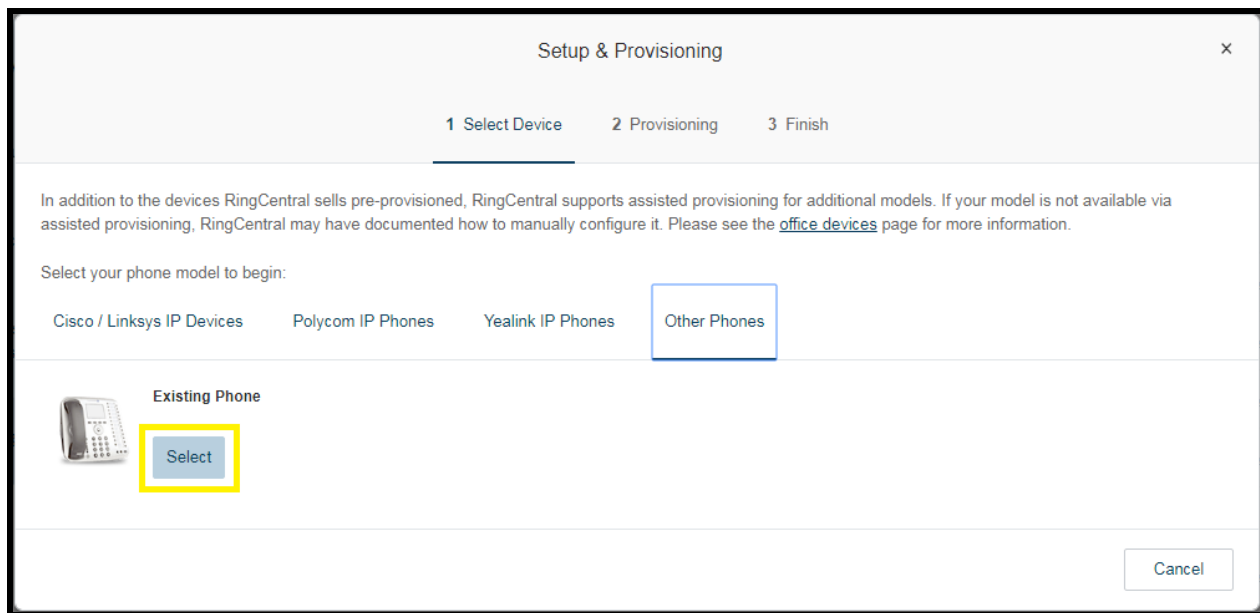 Setup & Provisioning
×
1 Select Device 2 Provisioning 3 Finish
In addition to the devices RingCentral sells pre-provisioned, RingCentral supports assisted provisioning for additional models. If your model is not available via
assisted provisioning, RingCentral may have documented how to manually configure it. Please see the office devices page for more information.
Select your phone model to begin:
Cisco / Linksys IP Devices Polycom IP Phones Yealink IP Phones Other Phones
Existing Phone
Select
Cancel